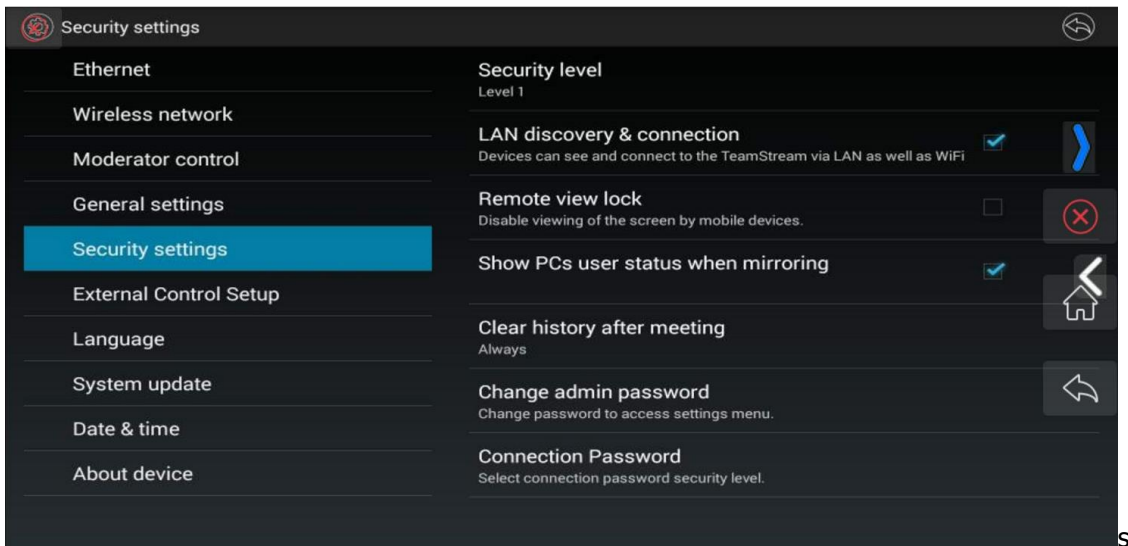 Security settings
Ethernet
Wireless network
Moderator control
General settings
Security settings
External Control Setup
Language
System update
Date & time
About device
Security level
Level 1
LAN discovery & connection
Devices can see and connect to the TeamStream via LAN as well as WiFi
Remote view lock
Disable viewing of the screen by mobile devices.
Show PCs user status when mirroring
Clear history after meeting
Always
Change admin password
Change password to access settings menu.
Connection Password
Select connection password security level.
s